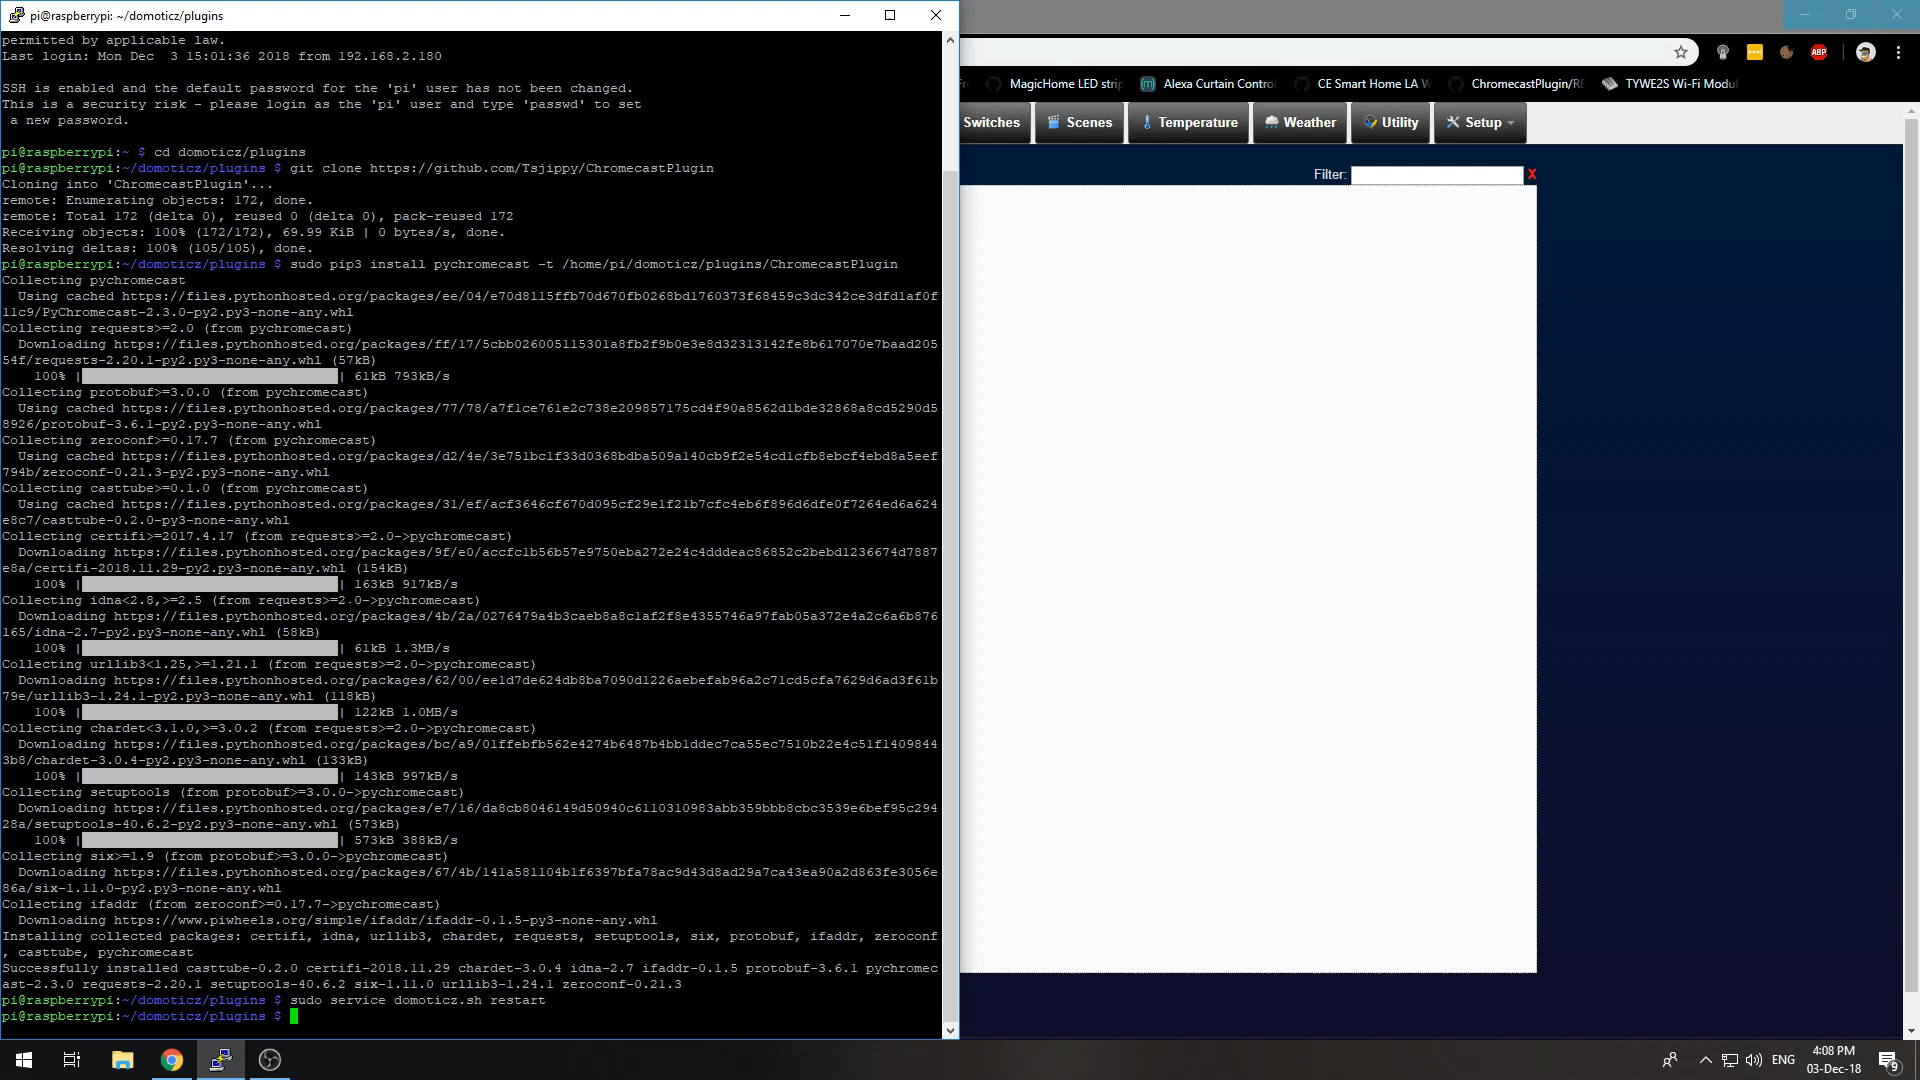 pi@raspberrypi: ~/domoticz/plugins
permitted by applicable law.
Last login: Mon Dec  3 15:01:36 2018 from 192.168.2.180
SSH is enabled and the default password for the 'pi' user has not been changed.
This is a security risk - please login as the 'pi' user and type 'passwd' to set
 a new password.
pi@raspberrypi:~ $ cd domoticz/plugins
pi@raspberrypi:~/domoticz/plugins $ git clone https://github.com/Tsjippy/ChromecastPlugin
Cloning into 'ChromecastPlugin'...
remote: Enumerating objects: 172, done.
remote: Total 172 (delta 0), reused 0 (delta 0), pack-reused 172
Receiving objects: 100% (172/172), 69.99 KiB | 0 bytes/s, done.
Resolving deltas: 100% (105/105), done.
pi@raspberrypi:~/domoticz/plugins $ sudo pip3 install pychromecast -t /home/pi/domoticz/plugins/ChromecastPlugin
Collecting pychromecast
  Using cached https://files.pythonhosted.org/packages/ee/04/e70d8115ffb70d670fb0268bd1760373f68459c3dc342ce3dfd1af0f
11c9/PyChromecast-2.3.0-py2.py3-none-any.whl
Collecting requests>=2.0 (from pychromecast)
  Downloading https://files.pythonhosted.org/packages/ff/17/5cbb026005115301a8fb2f9b0e3e8d32313142fe8b617070e7baad205
54f/requests-2.20.1-py2.py3-none-any.whl (57kB)
    100% | | 61kB 793kB/s
Collecting protobuf>=3.0.0 (from pychromecast)
  Using cached https://files.pythonhosted.org/packages/77/78/a7f1ce761e2c738e209857175cd4f90a8562d1bde32868a8cd5290d5
8926/protobuf-3.6.1-py2.py3-none-any.whl
Collecting zeroconf>=0.17.7 (from pychromecast)
  Using cached https://files.pythonhosted.org/packages/d2/4e/3e751bc1f33d0368bdba509a140cb9f2e54cd1cfb8ebcf4ebd8a5eef
794b/zeroconf-0.21.3-py2.py3-none-any.whl
Collecting casttube>=0.1.0 (from pychromecast)
  Using cached https://files.pythonhosted.org/packages/31/ef/acf3646cf670d095cf29e1f21b7cfc4eb6f896d6dfe0f7264ed6a624
e8c7/casttube-0.2.0-py3-none-any.whl
Collecting certifi>=2017.4.17 (from requests>=2.0->pychromecast)
  Downloading https://files.pythonhosted.org/packages/9f/e0/accfc1b56b57e9750eba272e24c4dddeac86852c2bebd1236674d7887
e8a/certifi-2018.11.29-py2.py3-none-any.whl (154kB)
    100% | | 163kB 917kB/s
Collecting idna<2.8,>=2.5 (from requests>=2.0->pychromecast)
  Downloading https://files.pythonhosted.org/packages/4b/2a/0276479a4b3caeb8a8c1af2f8e4355746a97fab05a372e4a2c6a6b876
165/idna-2.7-py2.py3-none-any.whl (58kB)
    100% | | 61kB 1.3MB/s
Collecting urllib3<1.25,>=1.21.1 (from requests>=2.0->pychromecast)
  Downloading https://files.pythonhosted.org/packages/62/00/ee1d7de624db8ba7090d1226aebefab96a2c71cd5cfa7629d6ad3f61b
79e/urllib3-1.24.1-py2.py3-none-any.whl (118kB)
    100% | | 122kB 1.0MB/s
Collecting chardet<3.1.0,>=3.0.2 (from requests>=2.0->pychromecast)
  Downloading https://files.pythonhosted.org/packages/bc/a9/01ffebfb562e4274b6487b4bb1ddec7ca55ec7510b22e4c51f1409844
3b8/chardet-3.0.4-py2.py3-none-any.whl (133kB)
    100% | | 143kB 997kB/s
Collecting setuptools (from protobuf>=3.0.0->pychromecast)
  Downloading https://files.pythonhosted.org/packages/e7/16/da8cb8046149d50940c6110310983abb359bbb8cbc3539e6bef95c294
28a/setuptools-40.6.2-py2.py3-none-any.whl (573kB)
    100% | | 573kB 388kB/s
Collecting six>=1.9 (from protobuf>=3.0.0->pychromecast)
  Downloading https://files.pythonhosted.org/packages/67/4b/141a581104b1f6397bfa78ac9d43d8ad29a7ca43ea90a2d863fe3056e
86a/six-1.11.0-py2.py3-none-any.whl
Collecting ifaddr (from zeroconf>=0.17.7->pychromecast)
  Downloading https://www.piwheels.org/simple/ifaddr/ifaddr-0.1.5-py3-none-any.whl
Installing collected packages: certifi, idna, urllib3, chardet, requests, setuptools, six, protobuf, ifaddr, zeroconf
, casttube, pychromecast
Successfully installed casttube-0.2.0 certifi-2018.11.29 chardet-3.0.4 idna-2.7 ifaddr-0.1.5 protobuf-3.6.1 pychromec
ast-2.3.0 requests-2.20.1 setuptools-40.6.2 six-1.11.0 urllib3-1.24.1 zeroconf-0.21.3
pi@raspberrypi:~/domoticz/plugins $ sudo service domoticz.sh restart
pi@raspberrypi:~/domoticz/plugins $
ABP
MagicHome LED strip Alexa Curtain Contro CE Smart Home LA W ChromecastPlugin/RE TYWE2S Wi-Fi Modul
Switches Scenes Temperature Weather Utility Setup
Filter: X
ENG 4:08 PM
03-Dec-18
9